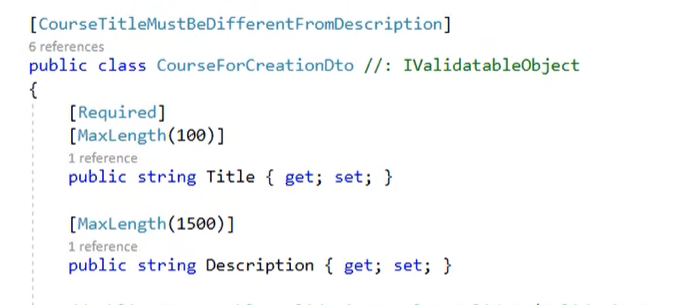 [CourseTitleMustBeDifferentFromDescription]
6 references
public class CourseForCreationDto //: IValidatableObject
{
[Required]
[MaxLength(100)]
1 reference
public string Title { get; set; }
[MaxLength(1500)]
1 reference
public string Description { get; set; }